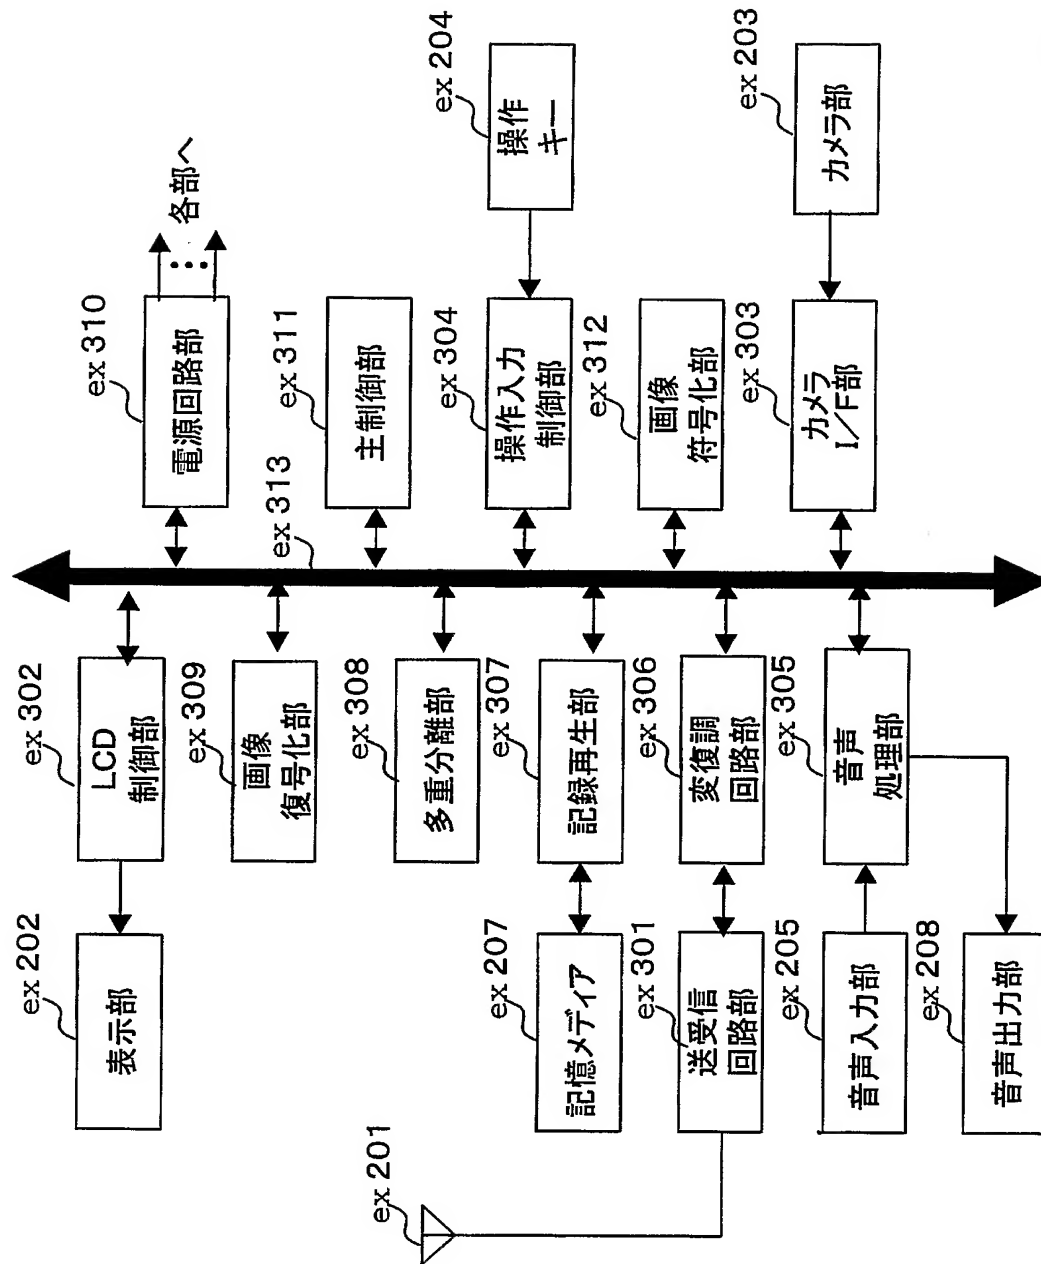 ex 202
表示部
ex 302
LCD
制御部
ex 310
電源回路部
各部へ
ex 309
画像
復号化部
ex 313
ex 311
主制御部
ex 308
多重分離部
ex 304
操作入力
制御部
ex 204
操作
キー
ex 207
記憶メディア
ex 307
記録再生部
ex 312
画像
符号化部
ex 201
ex 301
送受信
回路部
ex 306
変復調
回路部
ex 303
カメラ
I/F部
ex 203
カメラ部
ex 205
音声入力部
ex 305
音声
処理部
ex 208
音声出力部